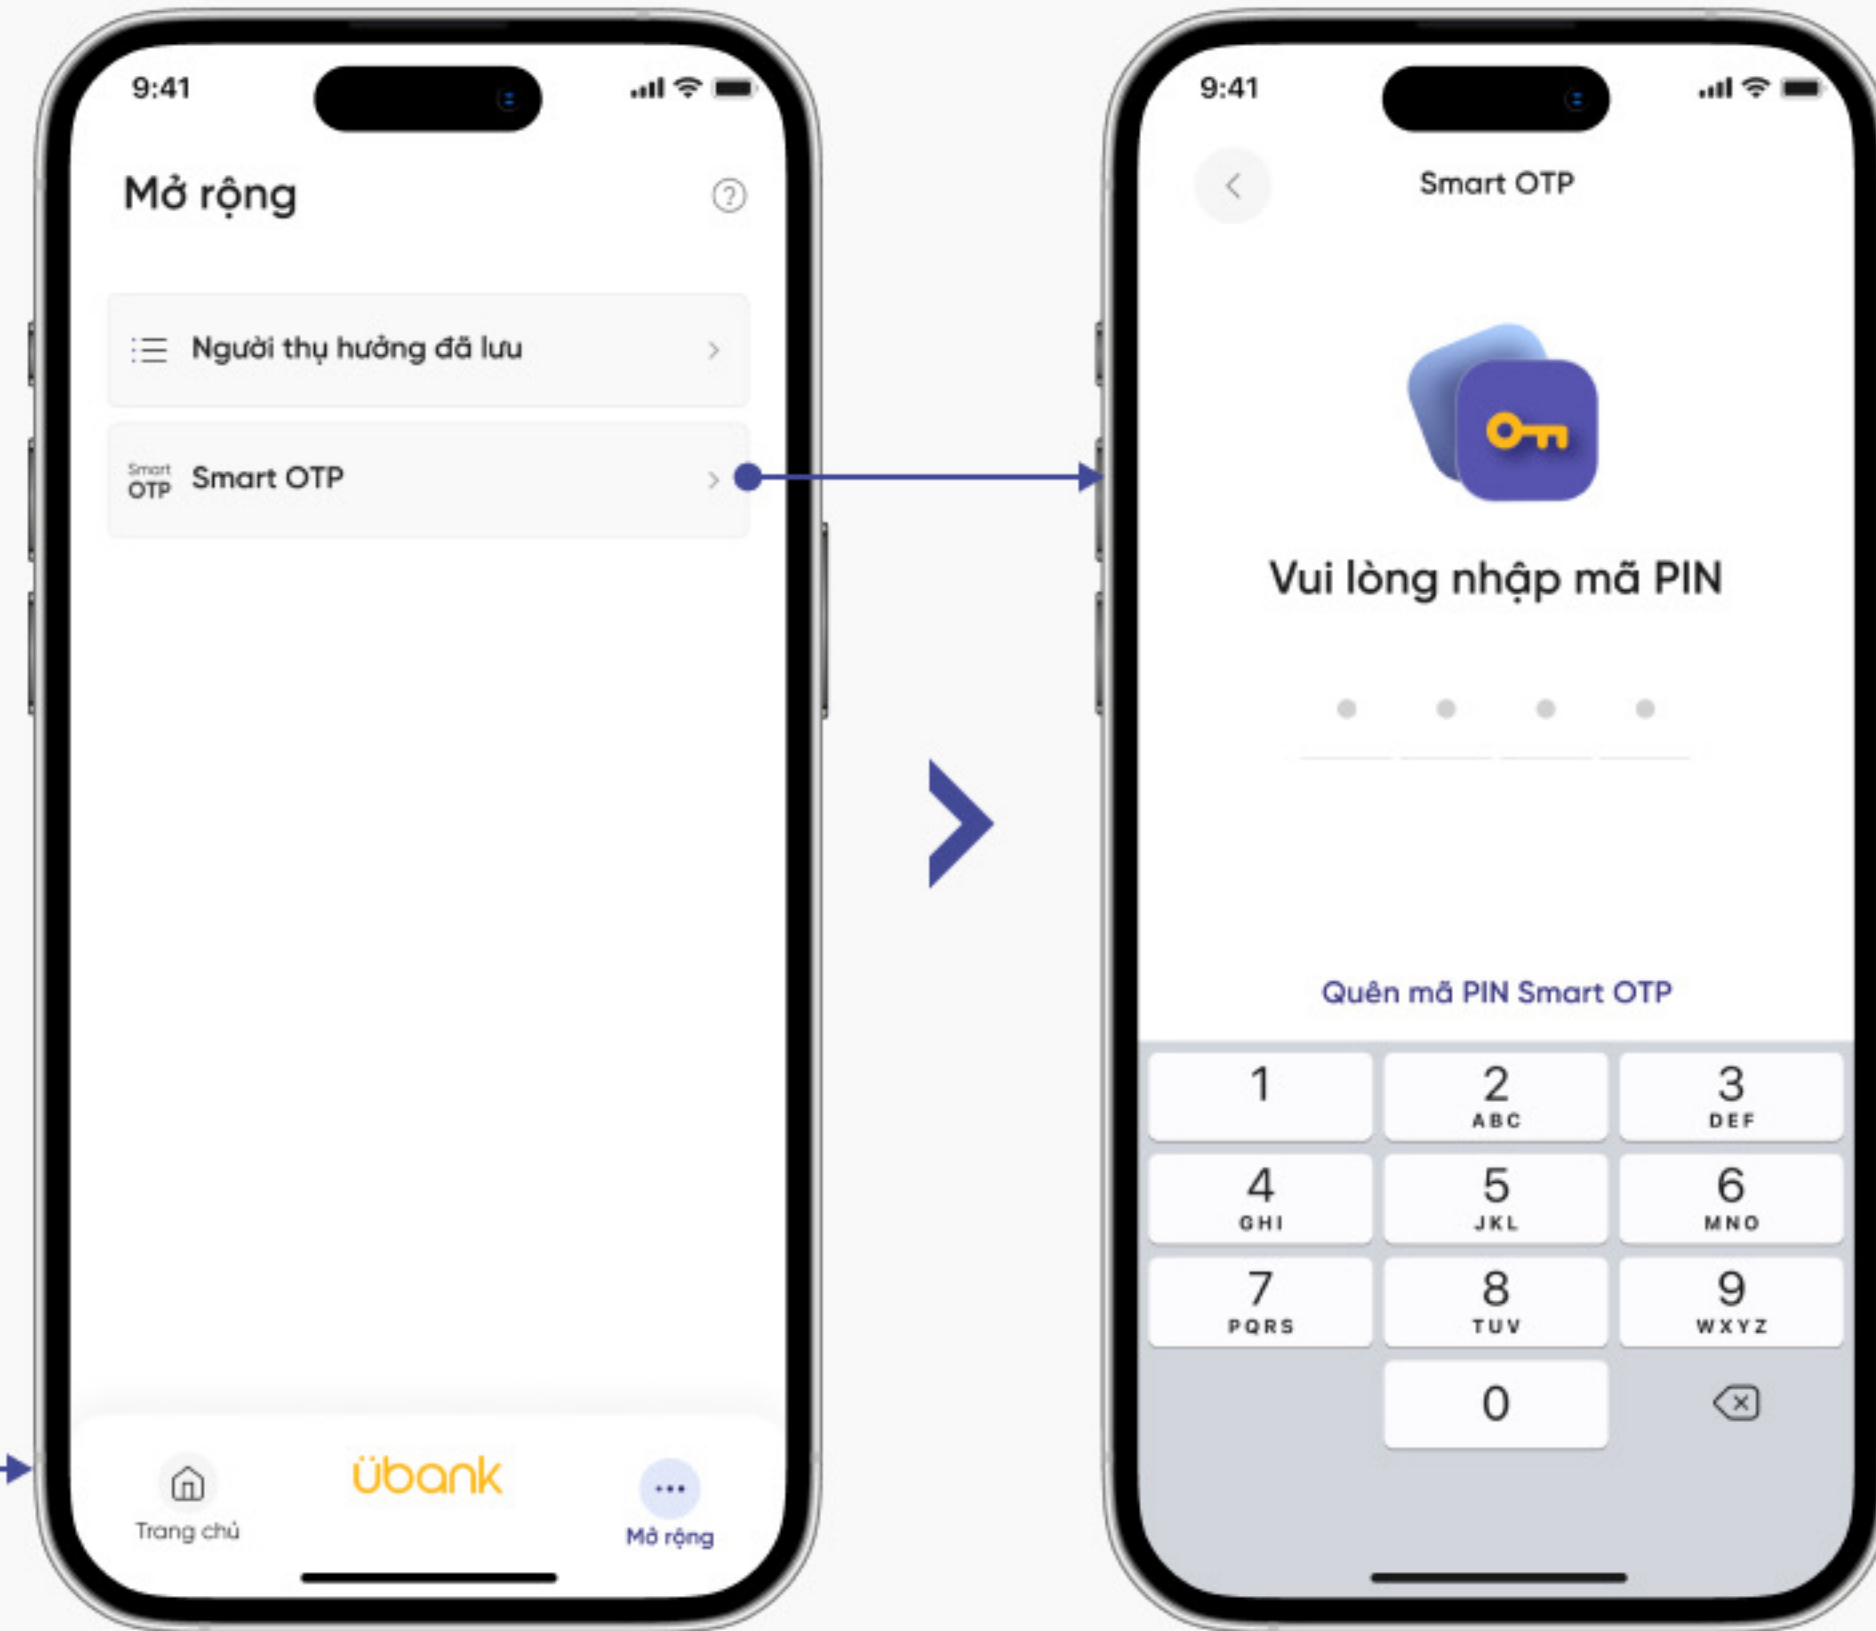 9:41
Mở rộng
?
Người thụ hưởng đã lưu
Smart
OTP
Smart OTP
Trang chủ
übank
Mở rộng
9:41
Smart OTP
Vui lòng nhập mã PIN
Quên mã PIN Smart OTP
1
2
ABC
3
DEF
4
GHI
5
JKL
6
MNO
7
PQRS
8
TUV
9
WXYZ
0